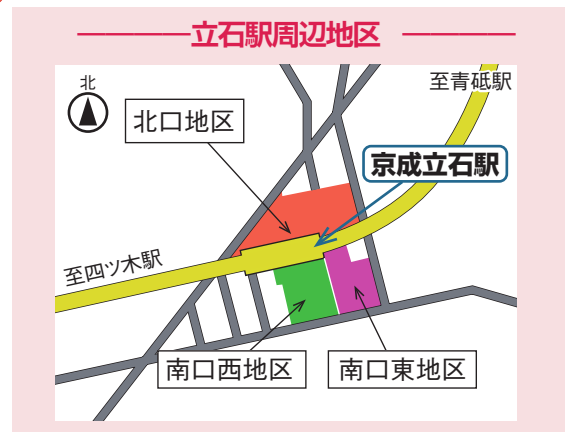 立石駅周辺地区
北
至青砥駅
北口地区
京成立石駅
至四ツ木駅
南口西地区
南口東地区